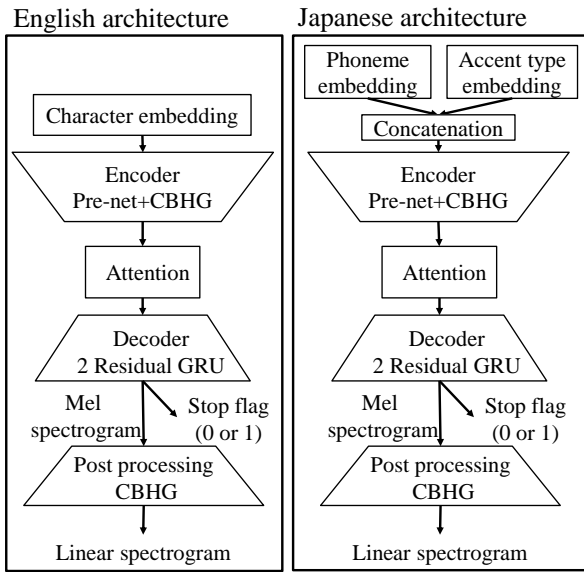 English architecture
Character embedding
Encoder
Pre-net+CBHG
Attention
Decoder
2 Residual GRU
Mel
spectrogram
Stop flag
(0 or 1)
Post processing
CBHG
Linear spectrogram
Japanese architecture
Phoneme
embedding
Accent type
embedding
Concatenation
Encoder
Pre-net+CBHG
Attention
Decoder
2 Residual GRU
Mel
spectrogram
Stop flag
(0 or 1)
Post processing
CBHG
Linear spectrogram